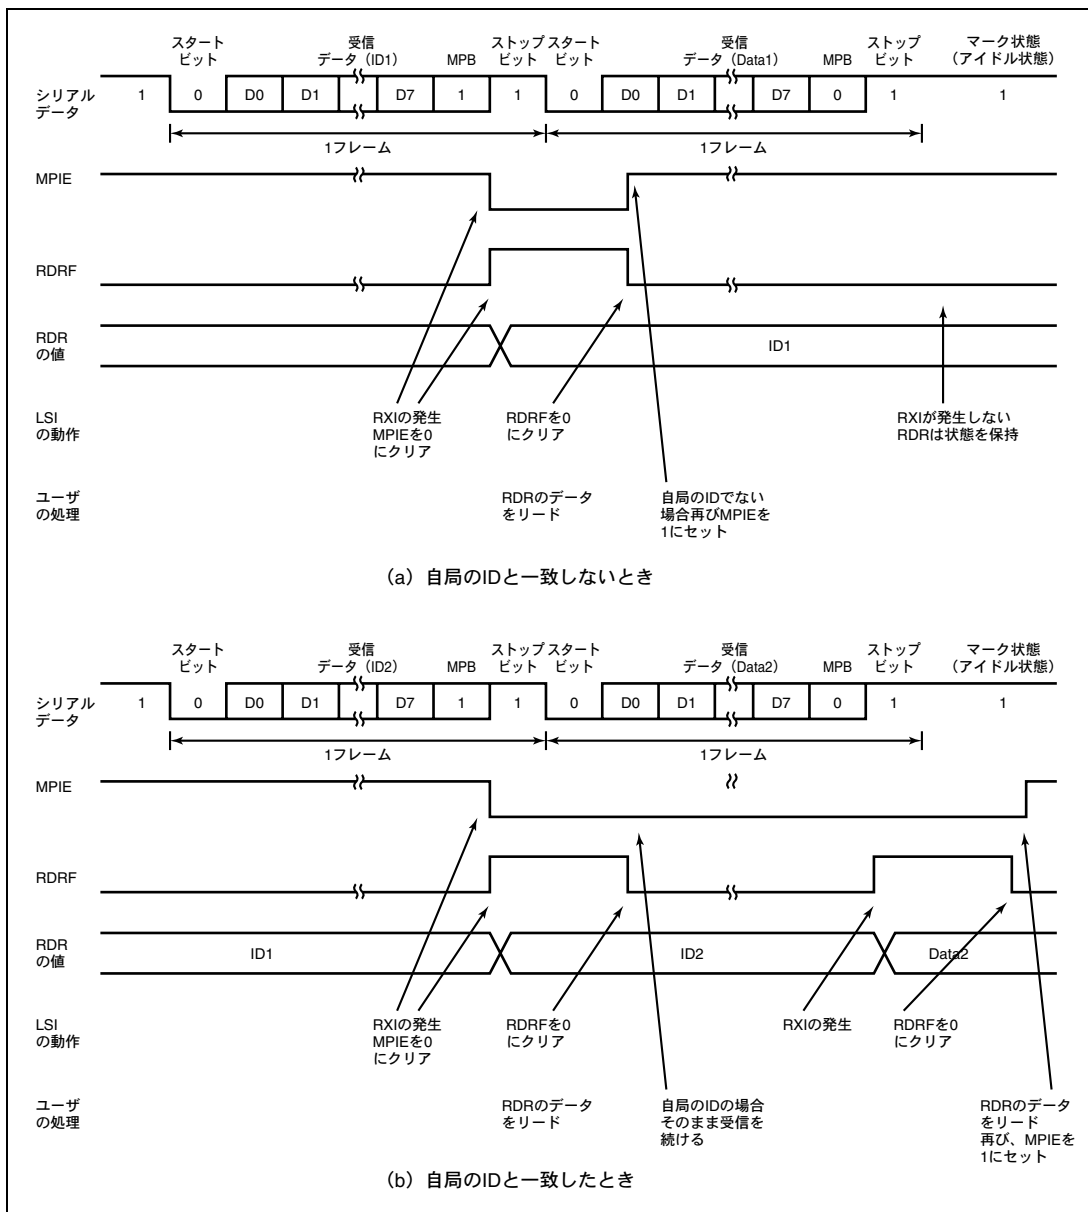 スタート 受信 ストップ スタート 受信 ストップ マーク状態
ビット データ（ID1） MPB ビット ビット データ（Data1） MPB ビット （アイドル状態）
シリアル
データ
1 0 D0 D1 D7 1 1 0 D0 D1 D7 0 1 1
1フレーム 1フレーム
MPIE
RDRF
RDR
の値
ID1
LSI
の動作
RXIの発生
MPIEを0
にクリア
RDRFを0
にクリア
RXIが発生しない
RDRは状態を保持
ユーザ
の処理
RDRのデータ
をリード
自局のIDでない
場合再びMPIEを
1にセット
（a）自局のIDと一致しないとき
スタート 受信 ストップ スタート 受信 ストップ マーク状態
ビット データ（ID2） MPB ビット ビット データ（Data2） MPB ビット （アイドル状態）
シリアル
データ
1 0 D0 D1 D7 1 1 0 D0 D1 D7 0 1 1
1フレーム 1フレーム
MPIE
RDRF
RDR
の値
ID1 ID2 Data2
LSI
の動作
RXIの発生
MPIEを0
にクリア
RDRFを0
にクリア
RXIの発生
RDRFを0
にクリア
ユーザ
の処理
RDRのデータ
をリード
自局のIDの場合
そのまま受信を
続ける
RDRのデータ
をリード
再び、MPIEを
1にセット
（b）自局のIDと一致したとき